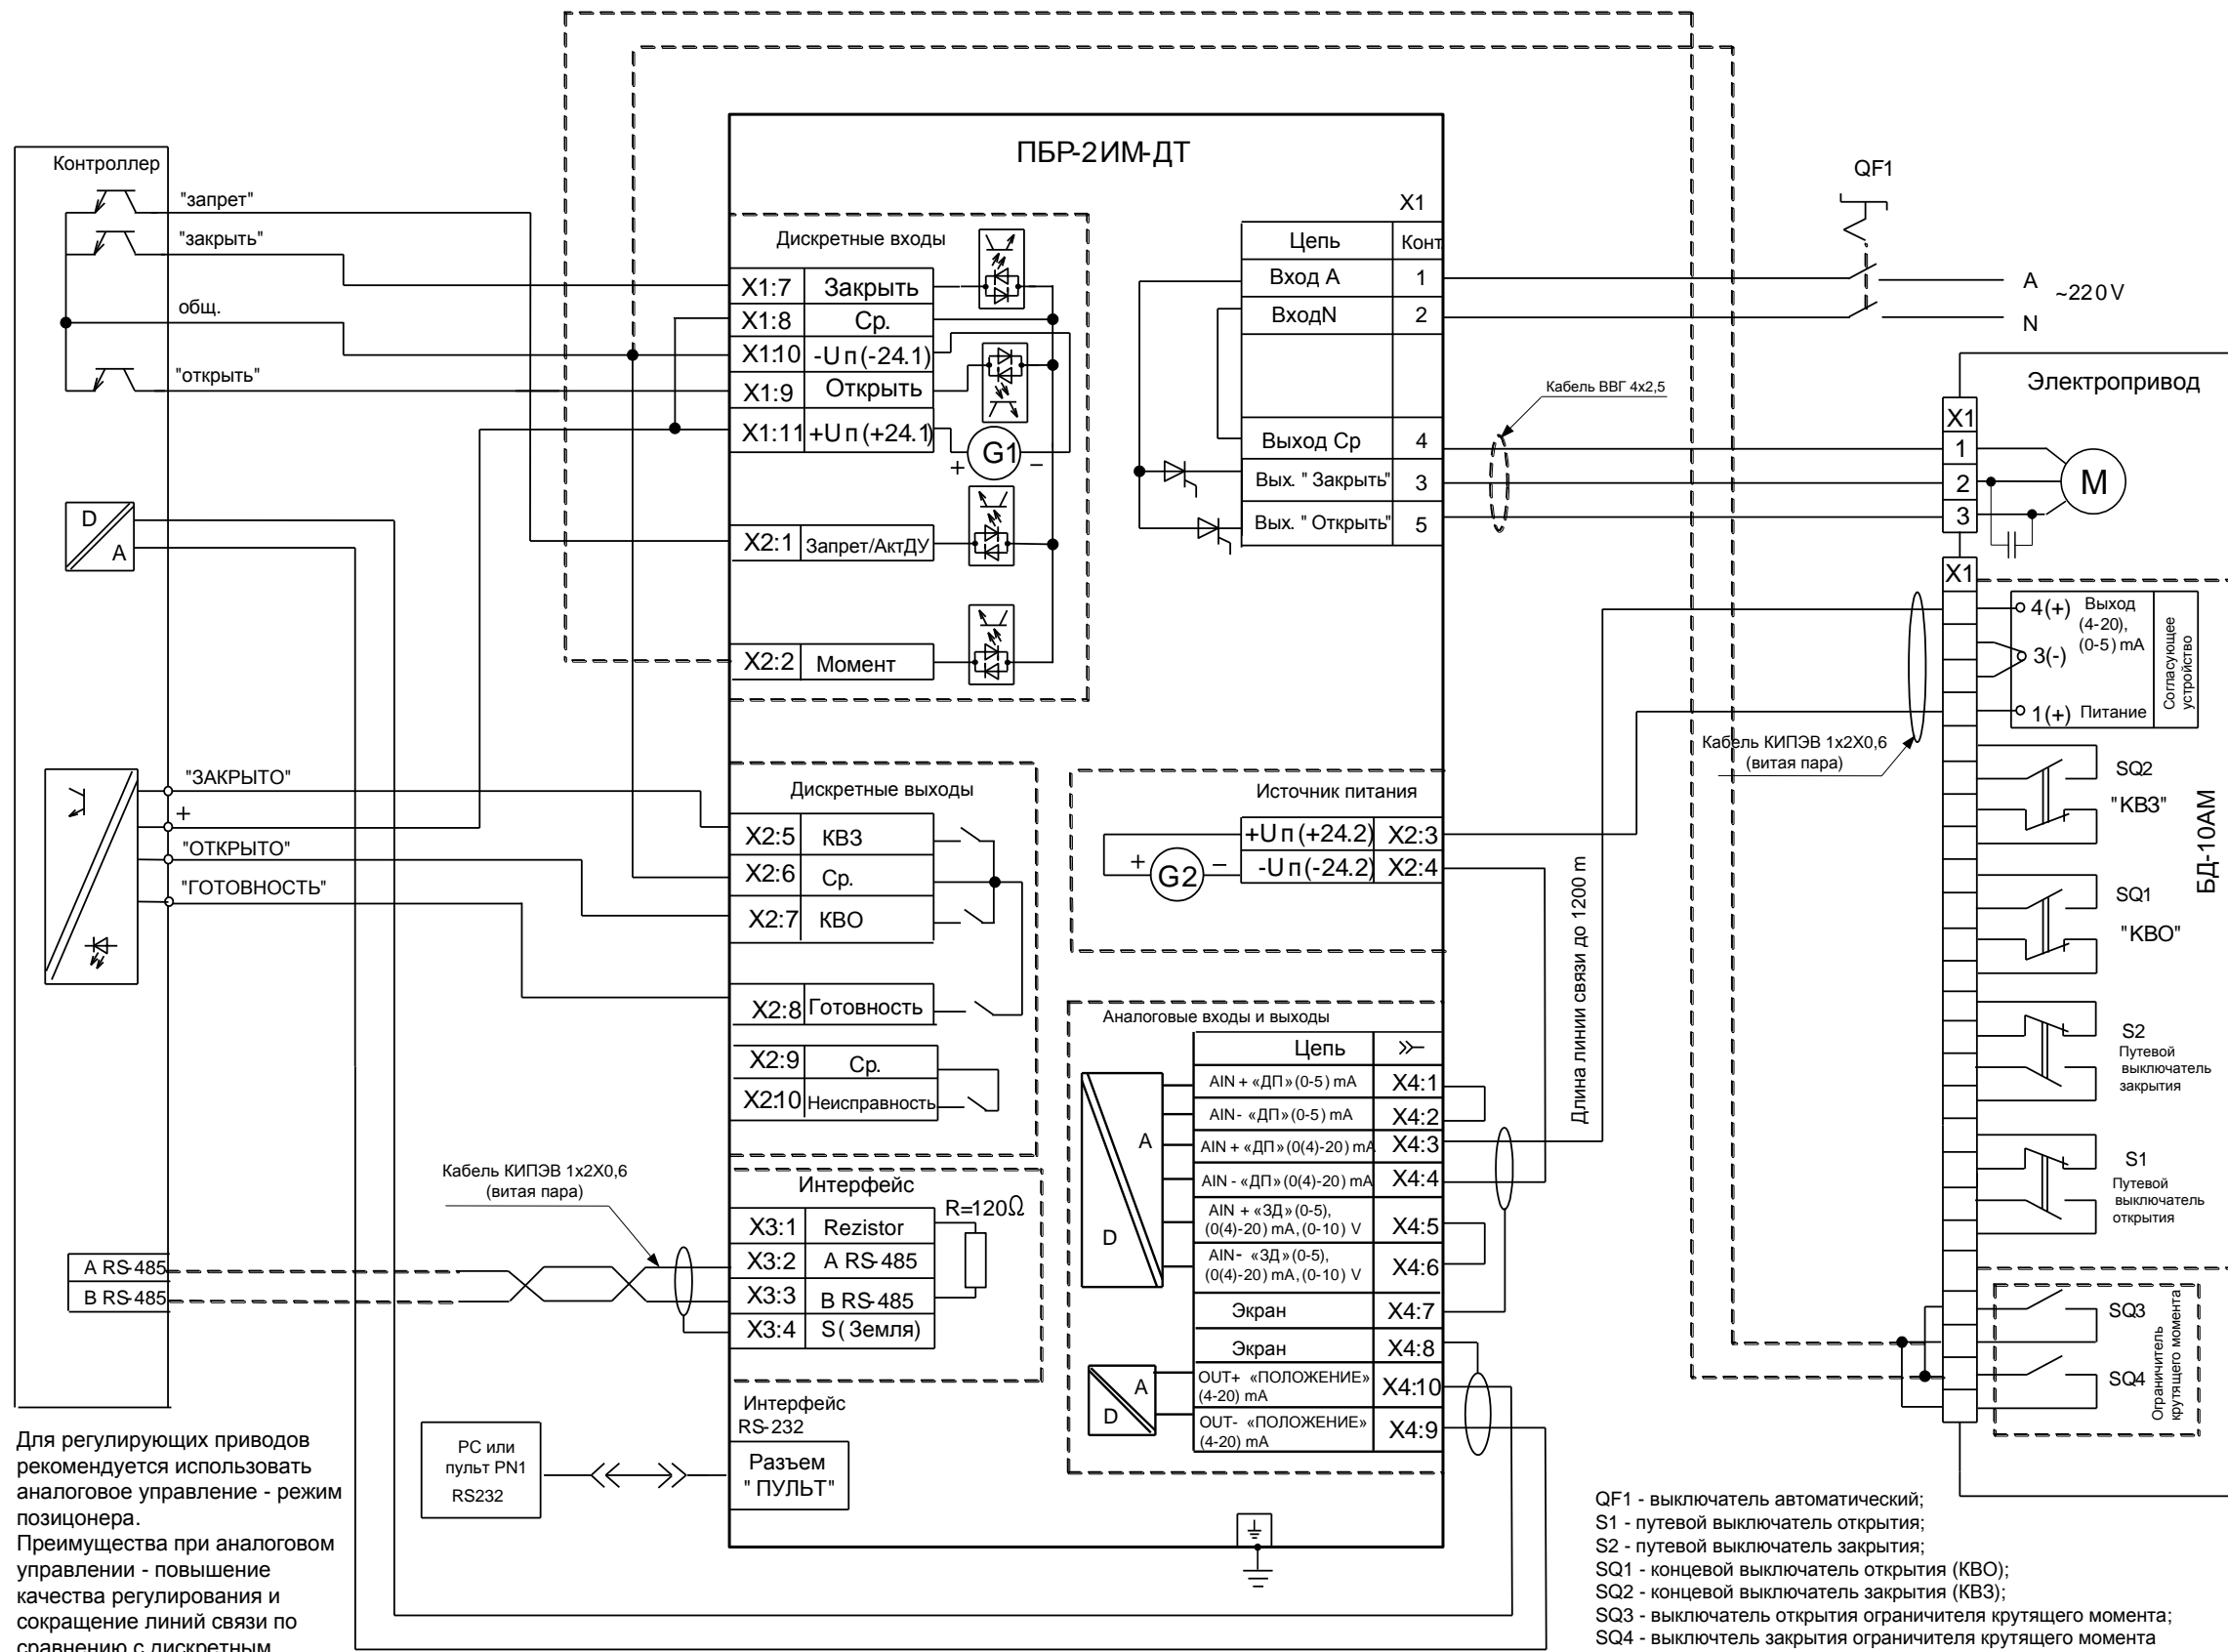 ПБР-2ИМ-ДТ
Контроллер
"запрет"
"закрыть"
общ.
"открыть"
D
A
"ЗАКРЫТО"
+
"ОТКРЫТО"
"ГОТОВНОСТЬ"
A RS-485
B RS-485
Кабель КИПЭВ 1х2Х0,6
(витая пара)
Дискретные входы
X1:7 Закрыть
X1:8 Ср.
X1:10 -Uп(-24.1)
X1:9 Открыть
X1:11 +Uп(+24.1)
+ G1 −
X2:1 Запрет/АктДУ
X2:2 Момент
Дискретные выходы
X2:5 КВЗ
X2:6 Ср.
X2:7 КВО
X2:8 Готовность
X2:9 Ср.
X2:10 Неисправность
Интерфейс
R=120Ω
X3:1 Rezistor
X3:2 A RS-485
X3:3 B RS-485
X3:4 S(Земля)
Интерфейс
RS-232
Разъем
"ПУЛЬТ"
РС или
пульт PN1
RS232
X1
Цепь Конт
Вход А 1
ВходN 2
Выход Ср 4
Вых. "Закрыть" 3
Вых. "Открыть" 5
Источник питания
+ G2 −
+Uп(+24.2) X2:3
-Uп(-24.2) X2:4
Аналоговые входы и выходы
Цепь
AIN + «ДП»(0-5) mA X4:1
AIN- «ДП»(0-5) mA X4:2
AIN + «ДП»(0(4)-20) mA X4:3
AIN - «ДП»(0(4)-20) mA X4:4
AIN + «ЗД»(0-5),
(0(4)-20) mA,(0-10) V X4:5
AIN- «ЗД»(0-5),
(0(4)-20) mA,(0-10) V X4:6
Экран X4:7
Экран X4:8
OUT+ «ПОЛОЖЕНИЕ»
(4-20) mA X4:10
OUT- «ПОЛОЖЕНИЕ»
(4-20) mA X4:9
A
D
A
D
QF1
A
~220V
N
Кабель ВВГ 4х2,5
Длина линии связи до 1200 m
Кабель КИПЭВ 1х2Х0,6
(витая пара)
Электропривод
X1
1
2
3
M
X1
4(+) Выход
(4-20),
(0-5)mA
3(-)
1(+) Питание
Согласующее
устройство
SQ2
"КВЗ"
SQ1
"КВО"
БД-10АМ
S2
Путевой
выключатель
закрытия
S1
Путевой
выключатель
открытия
SQ3
SQ4
Ограничитель
крутящего момента
Для регулирующих приводов
рекомендуется использовать
аналоговое управление - режим
позицонера.
Преимущества при аналоговом
управлении - повышение
качества регулирования и
сокращение линий связи по
сравнению с дискретным
QF1 - выключатель автоматический;
S1 - путевой выключатель открытия;
S2 - путевой выключатель закрытия;
SQ1 - концевой выключатель открытия (КВО);
SQ2 - концевой выключатель закрытия (КВЗ);
SQ3 - выключатель открытия ограничителя крутящего момента;
SQ4 - выключтель закрытия ограничителя крутящего момента